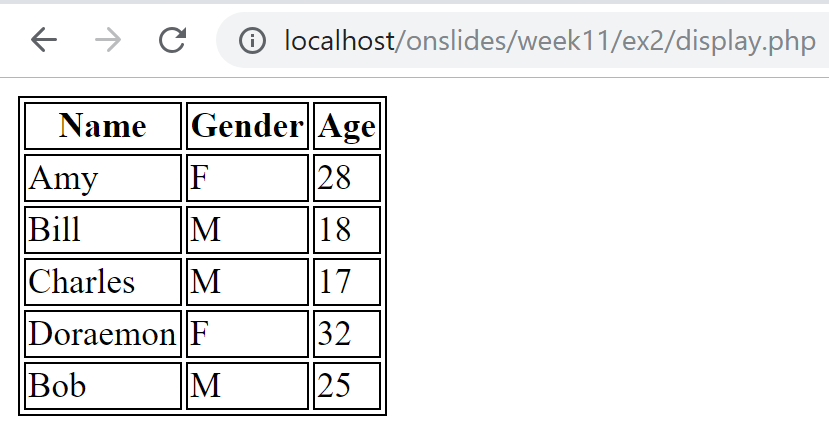 localhost/onslides/week11/ex2/display.php
Name Gender Age
Amy F 28
Bill M 18
Charles M 17
Doraemon F 32
Bob M 25